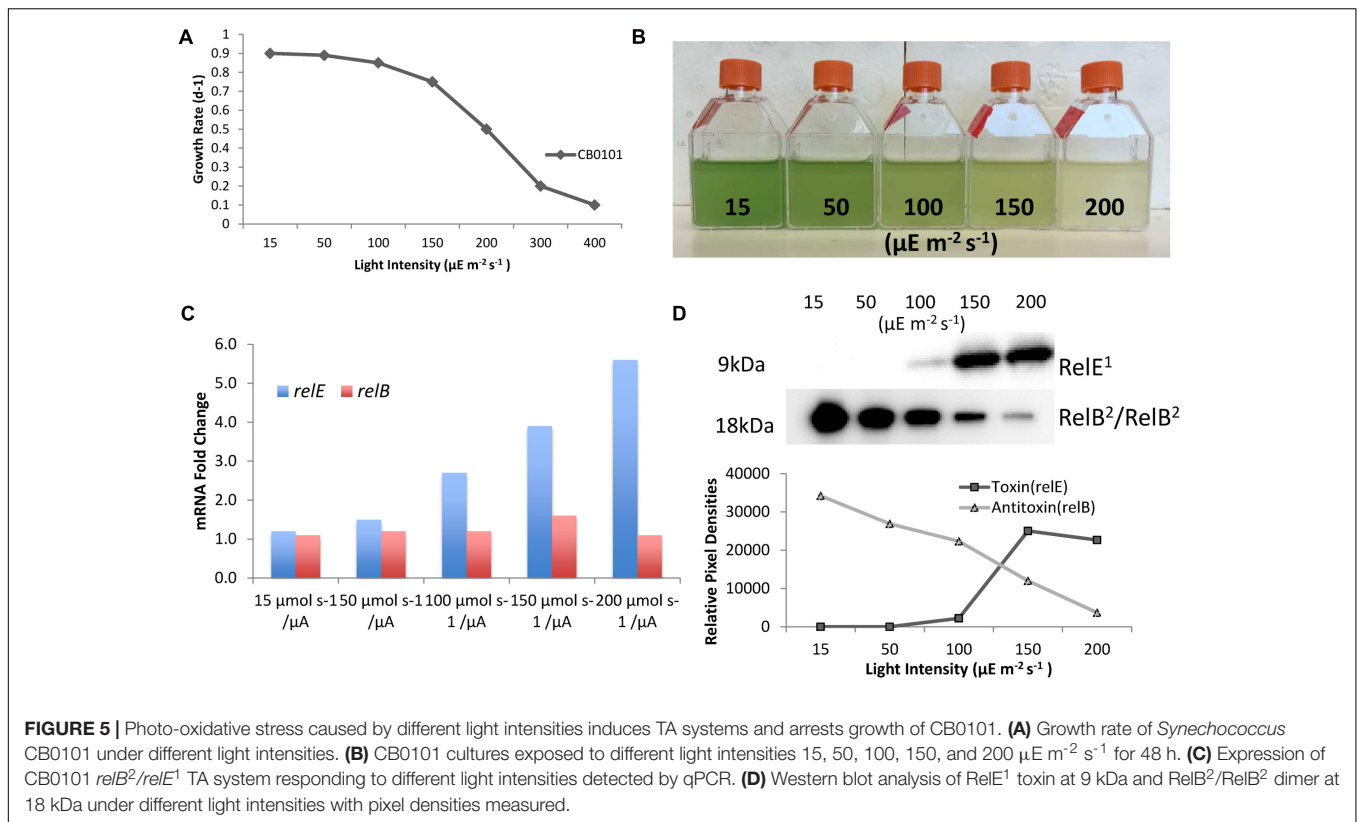 A
1
0.9
0.8
0.7
0.6
0.5
0.4
0.3
0.2
0.1
0
Growth Rate (d-1)
CB0101
15 50 100 150 200 300 400
Light Intensity (µE m-2 s-1 )
B
15 50 100 150 200
(µE m-2 s-1)
C
6.0
5.0
4.0
3.0
2.0
1.0
0.0
mRNA Fold Change
relE relB
15 µmol s-1 50 µmol s-1 100 µmol s- 150 µmol s- 200 µmol s-
/µA /µA 1 /µA 1 /µA 1 /µA
D
15 50 100 150 200
(µE m-2 s-1)
9kDa RelE1
18kDa RelB2/RelB2
40000
30000
20000
10000
0
Relative Pixel Densities
Toxin(relE)
Antitoxin(relB)
15 50 100 150 200
Light Intensity (µE m-2 s-1 )
FIGURE 5 | Photo-oxidative stress caused by different light intensities induces TA systems and arrests growth of CB0101. (A) Growth rate of Synechococcus
CB0101 under different light intensities. (B) CB0101 cultures exposed to different light intensities 15, 50, 100, 150, and 200 µE m-2 s-1 for 48 h. (C) Expression of
CB0101 relB2/relE1 TA system responding to different light intensities detected by qPCR. (D) Western blot analysis of RelE1 toxin at 9 kDa and RelB2/RelB2 dimer at
18 kDa under different light intensities with pixel densities measured.